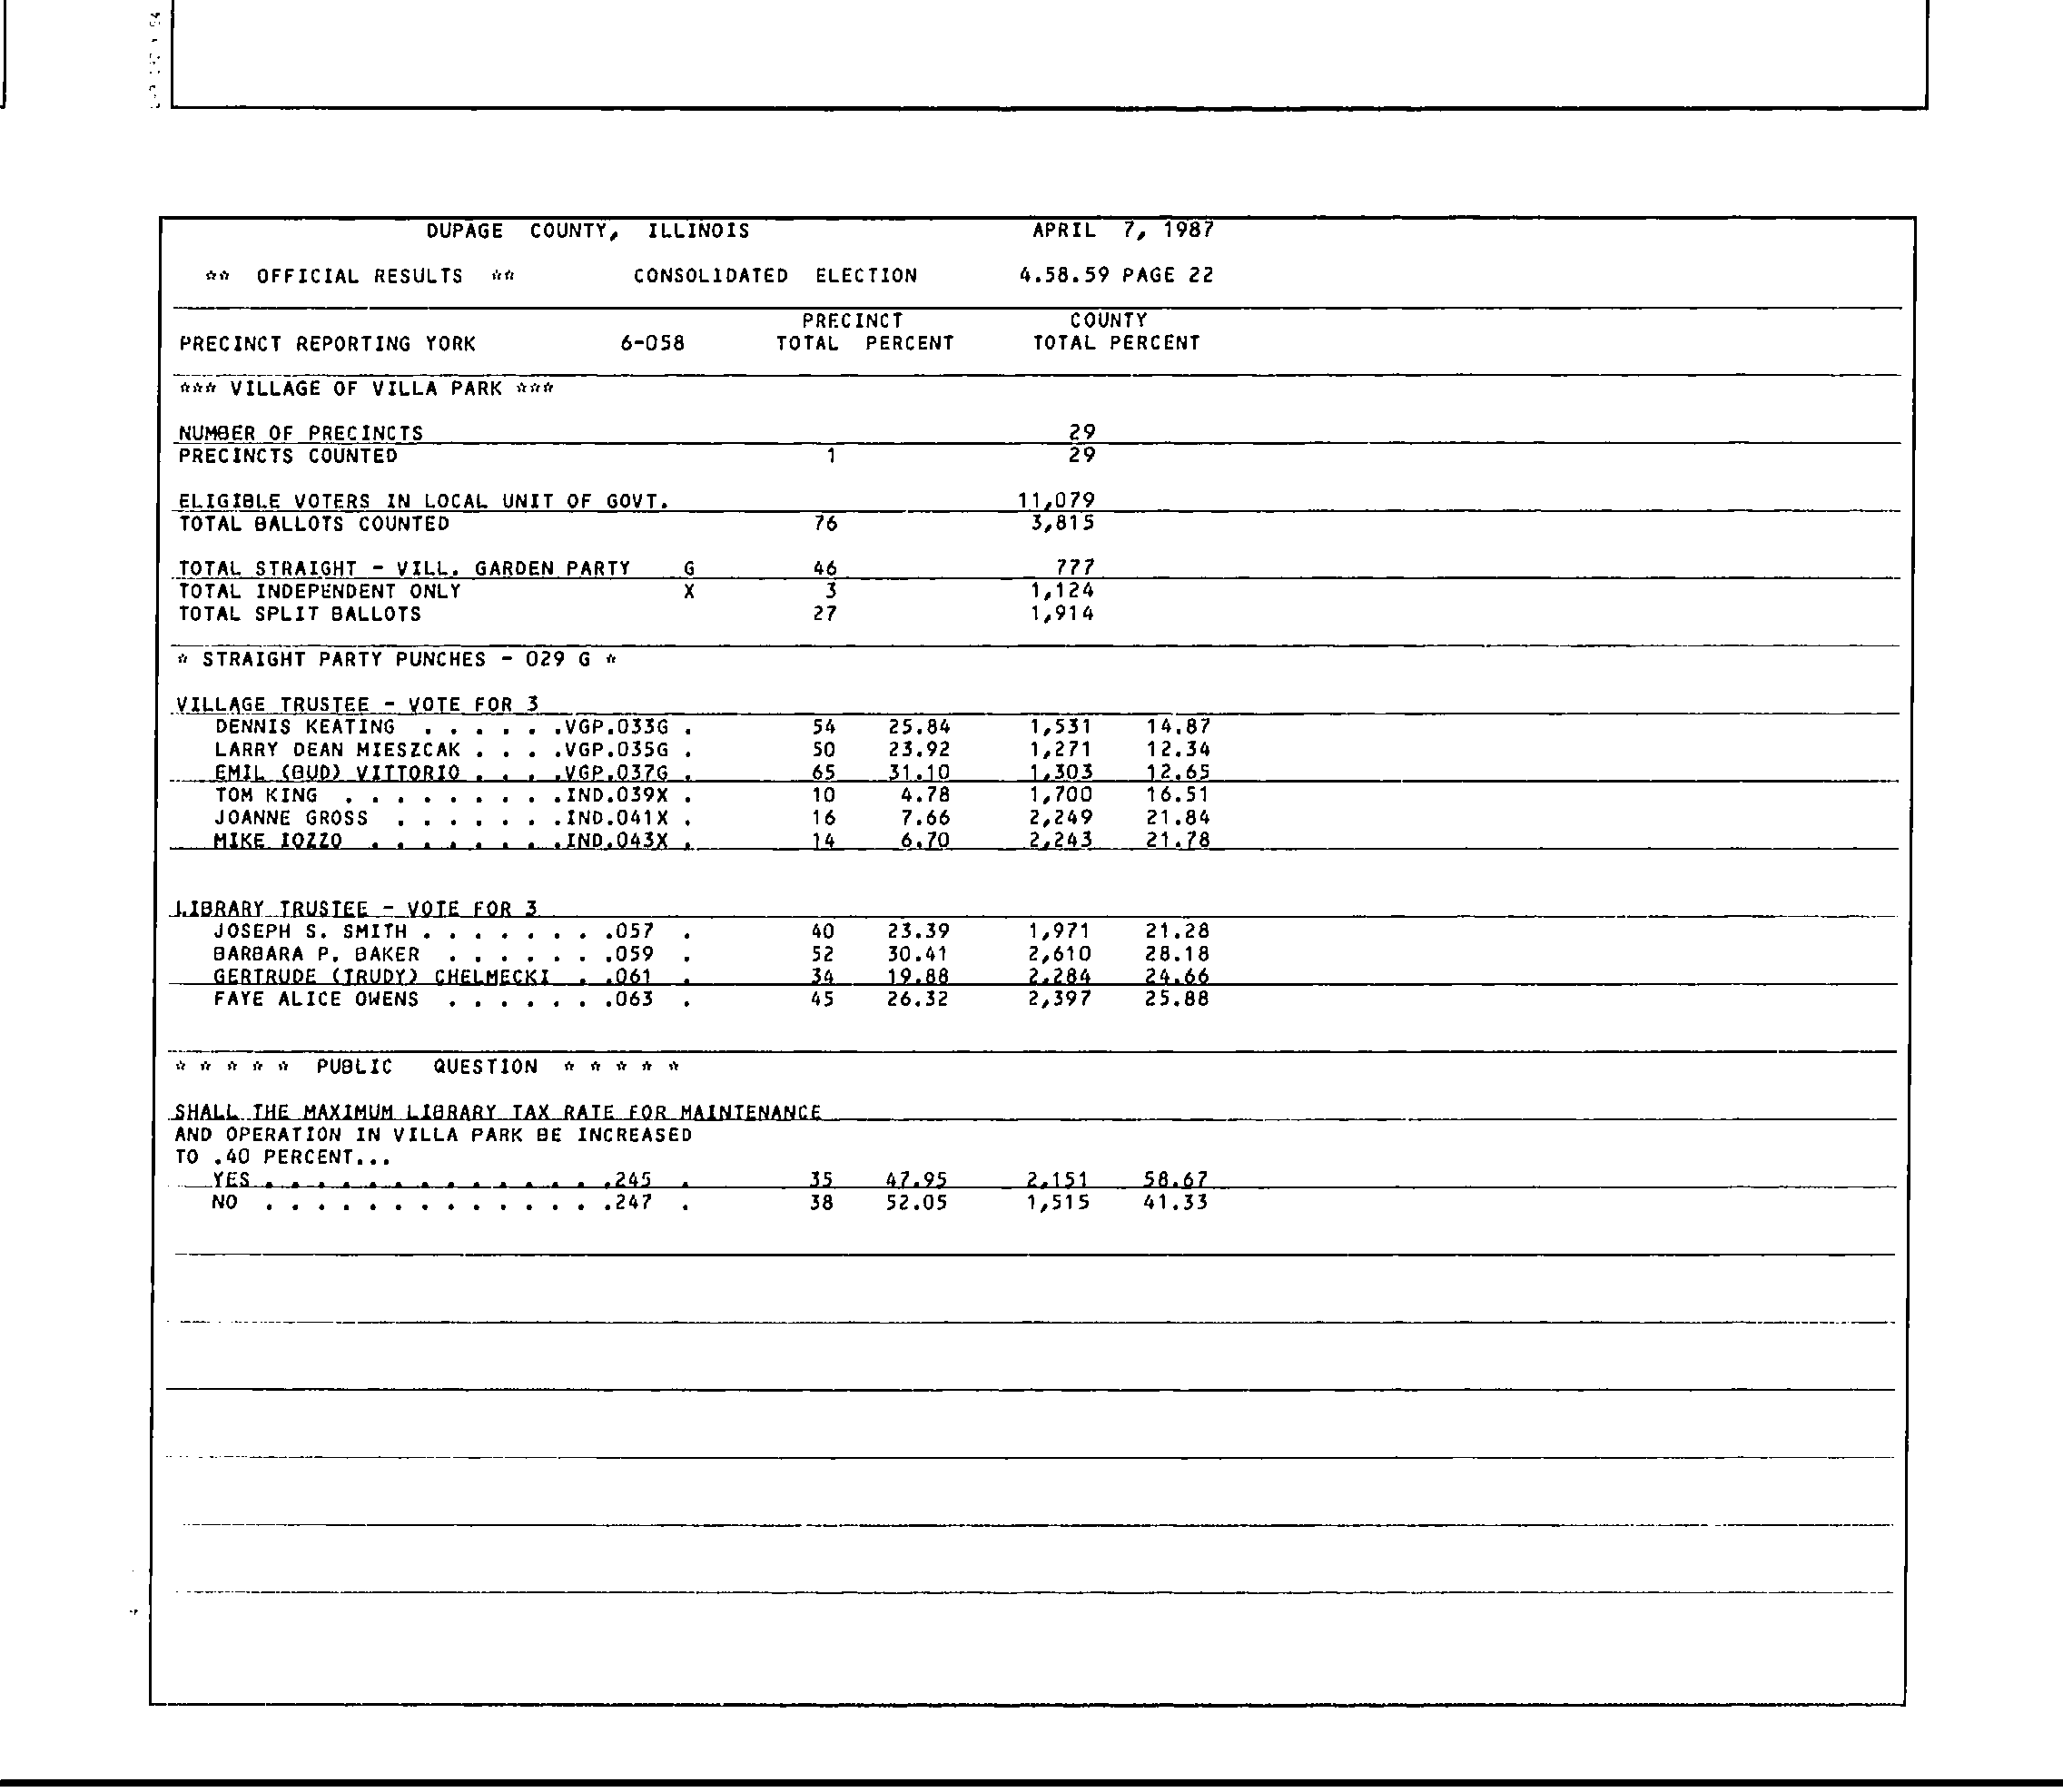 DUPAGE COUNTY, ILLINOIS APRIL 7, 1987
** OFFICIAL RESULTS ** CONSOLIDATED ELECTION 4.58.59 PAGE 22
PRECINCT COUNTY
PRECINCT REPORTING YORK 6-058 TOTAL PERCENT TOTAL PERCENT
*** VILLAGE OF VILLA PARK ***
NUMBER OF PRECINCTS 29
PRECINCTS COUNTED 1 29
ELIGIBLE VOTERS IN LOCAL UNIT OF GOVT. 11,079
TOTAL BALLOTS COUNTED 76 3,815
TOTAL STRAIGHT - VILL. GARDEN PARTY G 46 777
TOTAL INDEPENDENT ONLY X 3 1,124
TOTAL SPLIT BALLOTS 27 1,914
* STRAIGHT PARTY PUNCHES - 029 G *
VILLAGE TRUSTEE - VOTE FOR 3
DENNIS KEATING . . . . . .VGP.033G . 54 25.84 1,531 14.87
LARRY DEAN MIESZCAK . . . .VGP.035G . 50 23.92 1,271 12.34
EMIL (BUD) VITTORIO . . . .VGP.037G . 65 31.10 1,303 12.65
TOM KING . . . . . . . . .IND.039X . 10 4.78 1,700 16.51
JOANNE GROSS . . . . . . .IND.041X . 16 7.66 2,249 21.84
MIKE IOZZO . . . . . . . .IND.043X . 14 6.70 2,243 21.78
LIBRARY TRUSTEE - VOTE FOR 3
JOSEPH S. SMITH . . . . . . . .057 . 40 23.39 1,971 21.28
BARBARA P. BAKER . . . . . . .059 . 52 30.41 2,610 28.18
GERTRUDE (TRUDY) CHELMECKI . .061 . 34 19.88 2,284 24.66
FAYE ALICE OWENS . . . . . . .063 . 45 26.32 2,397 25.88
* * * * * PUBLIC QUESTION * * * * *
SHALL THE MAXIMUM LIBRARY TAX RATE FOR MAINTENANCE
AND OPERATION IN VILLA PARK BE INCREASED
TO .40 PERCENT...
YES . . . . . . . . . . . . . .245 . 35 47.95 2,151 58.67
NO . . . . . . . . . . . . . .247 . 38 52.05 1,515 41.33